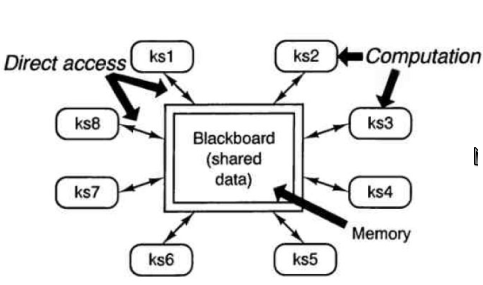 ks1
ks2
Computation
Direct access
ks8
ks3
Blackboard
(shared
data)
ks7
ks4
Memory
ks6
ks5